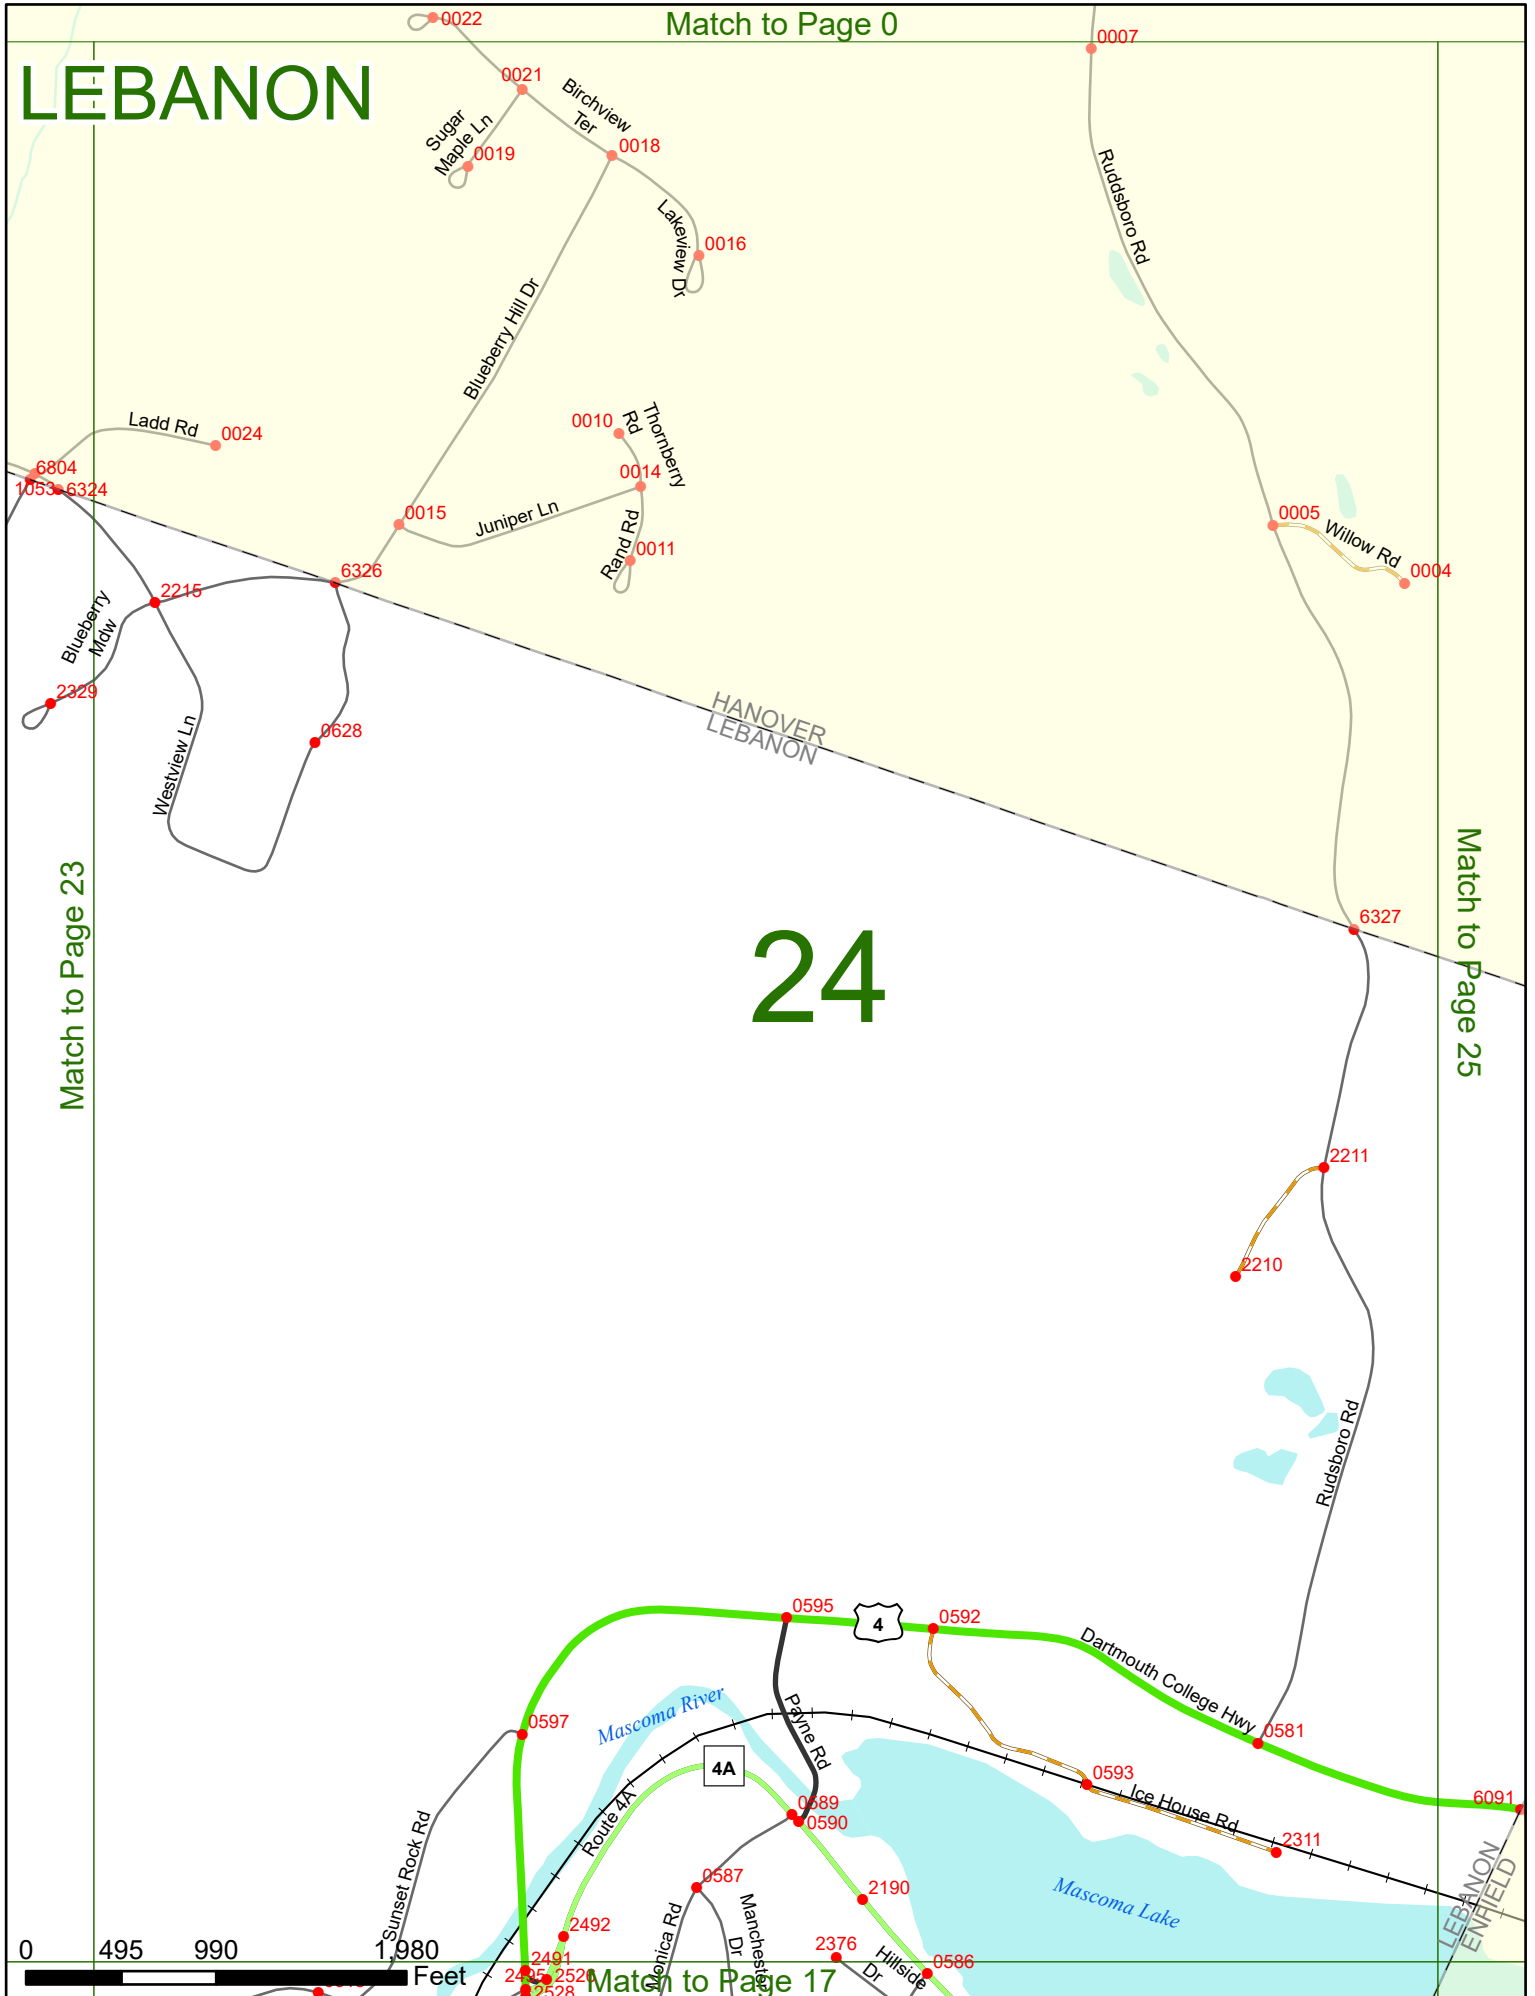 Match to Page 0
LEBANON
0022
0007
0021
Birchview
Ter
Sugar
Maple Ln
0019
0018
Ruddsboro Rd
Lakeview Dr
0016
Blueberry Hill Dr
Ladd Rd
0024
0010
Thornberry
Rd
6804
1053
6324
0014
0015
Juniper Ln
Rand Rd
0011
0005
Willow Rd
0004
6326
2215
Blueberry
Mdw
2329
0628
Westview Ln
HANOVER
LEBANON
Match to Page 23
Match to Page 25
24
6327
2211
2210
Rudsboro Rd
0595
4
0592
Dartmouth College Hwy
0597
Mascoma River
Payne Rd
0581
4A
0593
Ice House Rd
6091
0589
0590
Route 4A
Sunset Rock Rd
2311
0587
2190
Mascoma Lake
LEBANON
ENFIELD
Monica Rd
Manchester
Dr
2492
2376
Hillside
Dr
0586
0 495 990 1,980
Feet
2491
2526
2528
Match to Page 17